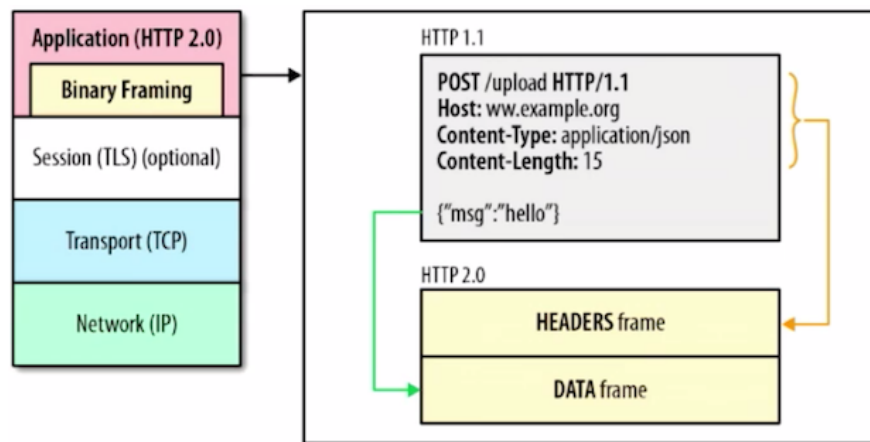 Application (HTTP 2.0)
Binary Framing
Session (TLS) (optional)
Transport (TCP)
Network (IP)
HTTP 1.1
POST /upload HTTP/1.1
Host: ww.example.org
Content-Type: application/json
Content-Length: 15
{"msg":"hello"}
HTTP 2.0
HEADERS frame
DATA frame